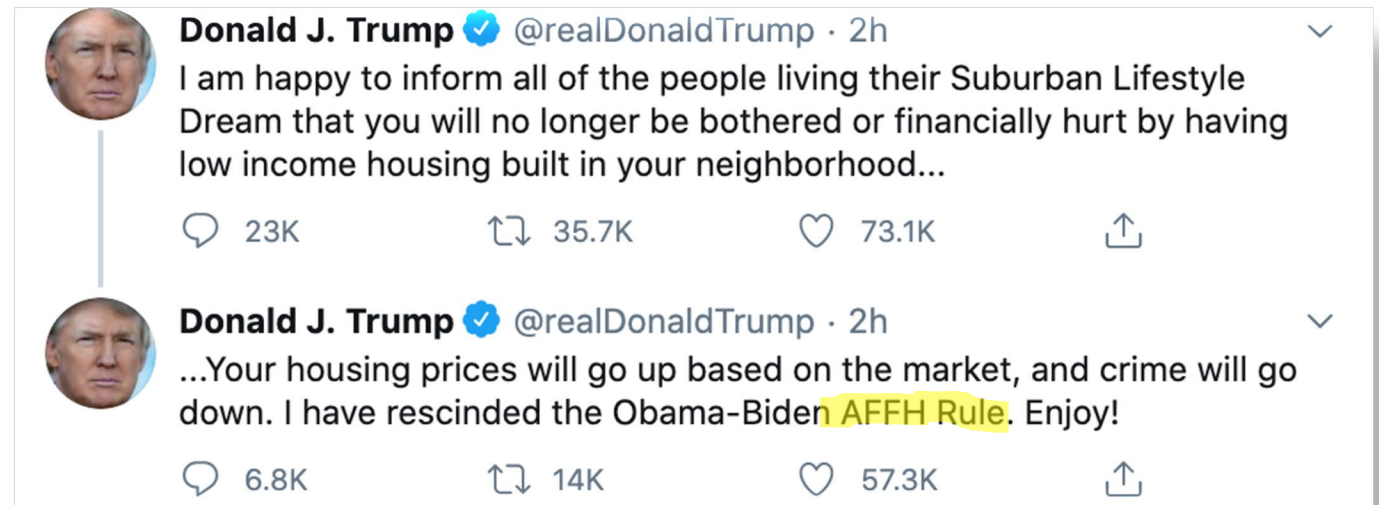 Donald J. Trump @realDonaldTrump · 2h
I am happy to inform all of the people living their Suburban Lifestyle
Dream that you will no longer be bothered or financially hurt by having
low income housing built in your neighborhood...
23K 35.7K 73.1K
Donald J. Trump @realDonaldTrump · 2h
...Your housing prices will go up based on the market, and crime will go
down. I have rescinded the Obama-Biden AFFH Rule. Enjoy!
6.8K 14K 57.3K